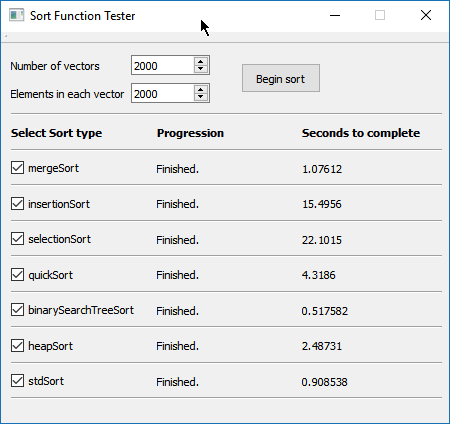 Sort Function Tester
Number of vectors 2000
Begin sort
Elements in each vector 2000
Select Sort type Progression Seconds to complete
mergeSort Finished. 1.07612
insertionSort Finished. 15.4956
selectionSort Finished. 22.1015
quickSort Finished. 4.3186
binarySearchTreeSort Finished. 0.517582
heapSort Finished. 2.48731
stdSort Finished. 0.908538